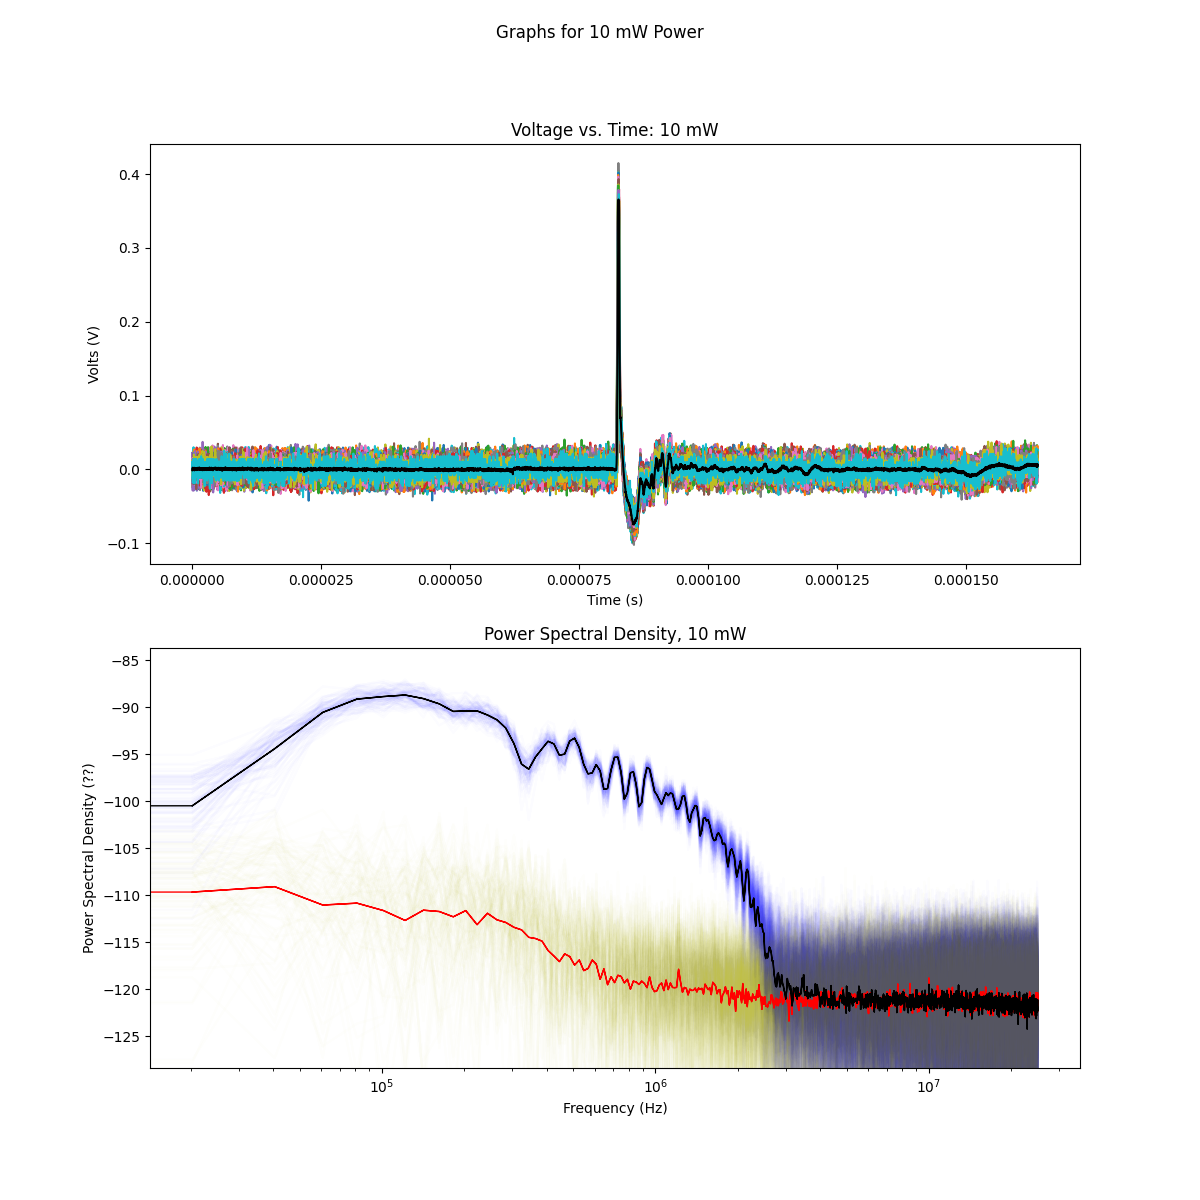 Graphs for 10 mW Power
Voltage vs. Time: 10 mW
0.4
0.3
0.2
0.1
0.0
−0.1
Volts (V)
0.000000 0.000025 0.000050 0.000075 0.000100 0.000125 0.000150
Time (s)
Power Spectral Density, 10 mW
−85
−90
−95
−100
−105
−110
−115
−120
−125
Power Spectral Density (??)
10⁵ 10⁶ 10⁷
Frequency (Hz)